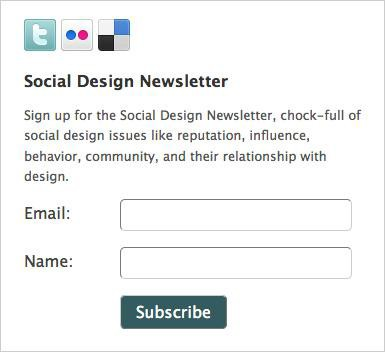 Social Design Newsletter
Sign up for the Social Design Newsletter, chock-full of
social design issues like reputation, influence,
behavior, community, and their relationship with
design.
Email:
Name:
Subscribe